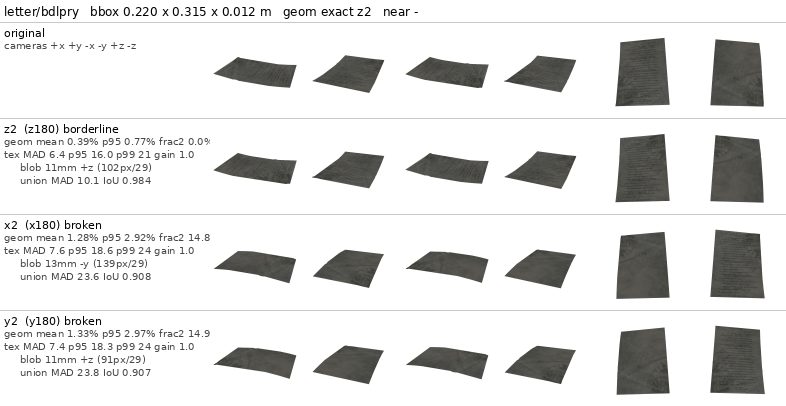 letter/bdlpry bbox 0.220 x 0.315 x 0.012 m geom exact z2 near -
original
cameras +x +y -x -y +z -z
z2 (z180) borderline
geom mean 0.39% p95 0.77% frac2 0.0%
tex MAD 6.4 p95 16.0 p99 21 gain 1.0
blob 11mm +z (102px/29)
union MAD 10.1 IoU 0.984
x2 (x180) broken
geom mean 1.28% p95 2.92% frac2 14.8
tex MAD 7.6 p95 18.6 p99 24 gain 1.0
blob 13mm -y (139px/29)
union MAD 23.6 IoU 0.908
y2 (y180) broken
geom mean 1.33% p95 2.97% frac2 14.9
tex MAD 7.4 p95 18.3 p99 24 gain 1.0
blob 11mm +z (91px/29)
union MAD 23.8 IoU 0.907